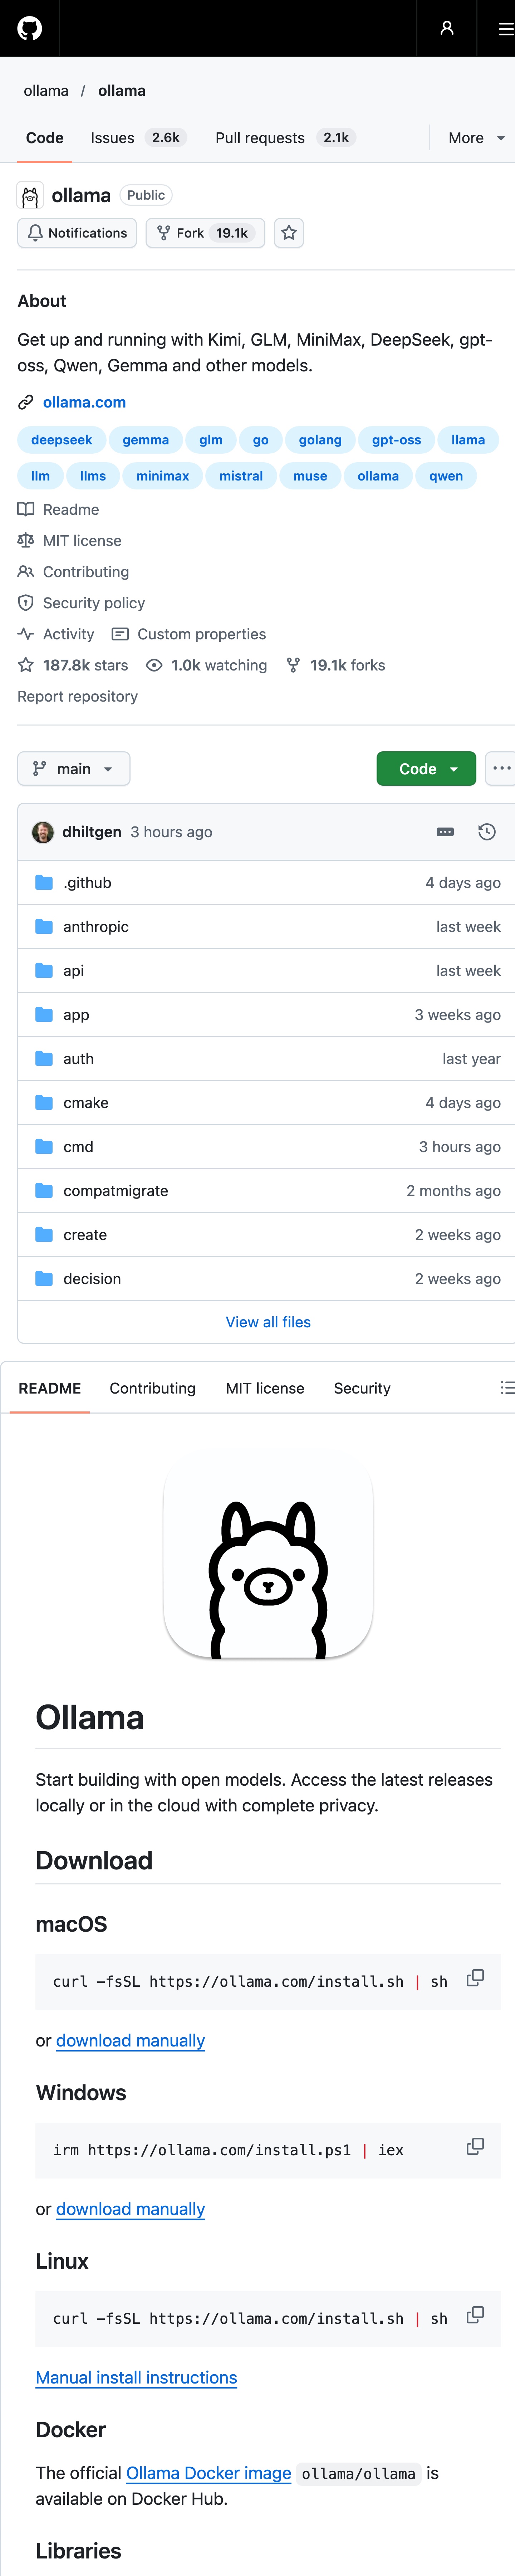 ollama / ollama
Code Issues 2.6k Pull requests 2.1k More
ollama Public
Notifications Fork 19.1k
About
Get up and running with Kimi, GLM, MiniMax, DeepSeek, gpt-
oss, Qwen, Gemma and other models.
ollama.com
deepseek gemma glm go golang gpt-oss llama
llm llms minimax mistral muse ollama qwen
Readme
MIT license
Contributing
Security policy
Activity Custom properties
187.8k stars 1.0k watching 19.1k forks
Report repository
main Code
dhiltgen 3 hours ago
.github 4 days ago
anthropic last week
api last week
app 3 weeks ago
auth last year
cmake 4 days ago
cmd 3 hours ago
compatmigrate 2 months ago
create 2 weeks ago
decision 2 weeks ago
View all files
README Contributing MIT license Security
Ollama
Start building with open models. Access the latest releases
locally or in the cloud with complete privacy.
Download
macOS
curl -fsSL https://ollama.com/install.sh | sh
or download manually
Windows
irm https://ollama.com/install.ps1 | iex
or download manually
Linux
curl -fsSL https://ollama.com/install.sh | sh
Manual install instructions
Docker
The official Ollama Docker image ollama/ollama is
available on Docker Hub.
Libraries